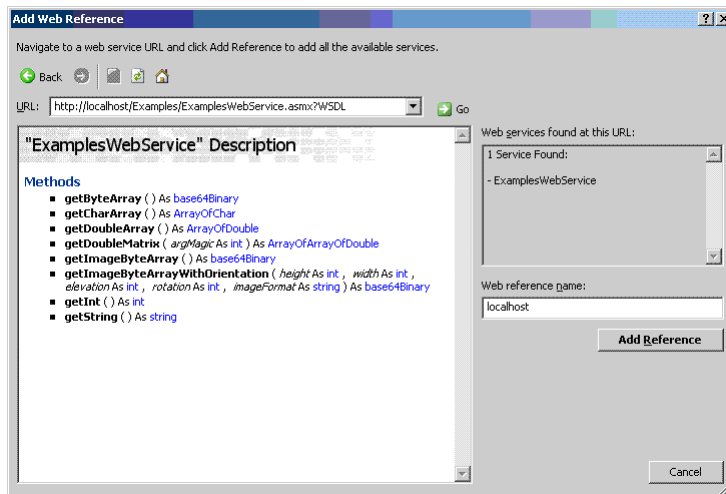 Add Web Reference
Navigate to a web service URL and click Add Reference to add all the available services.
Back
URL: http://localhost/Examples/ExamplesWebService.asmx?WSDL Go
"ExamplesWebService" Description
Methods
getByteArray ( ) As base64Binary
getCharArray ( ) As ArrayOfChar
getDoubleArray ( ) As ArrayOfDouble
getDoubleMatrix ( argMagic As int ) As ArrayOfArrayOfDouble
getImageByteArray ( ) As base64Binary
getImageByteArrayWithOrientation ( height As int , width As int ,
elevation As int , rotation As int , imageFormat As string ) As base64Binary
getInt ( ) As int
getString ( ) As string
Web services found at this URL:
1 Service Found:
- ExamplesWebService
Web reference name:
localhost
Add Reference
Cancel